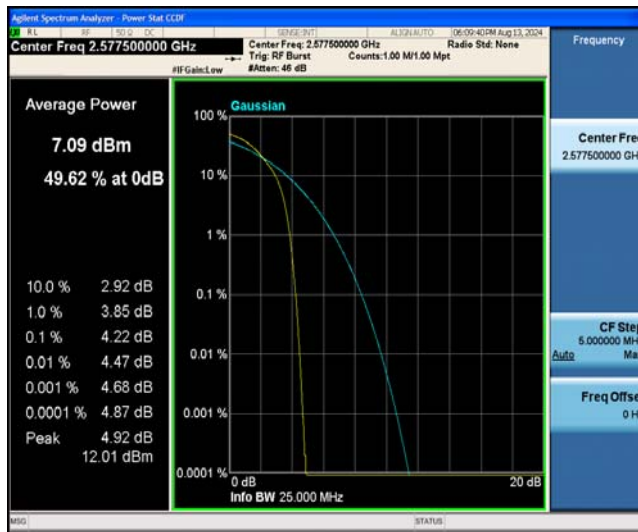 Agilent Spectrum Analyzer - Power Stat CCDF
RL RF 50 Ω DC SENSE:INT ALIGN AUTO 06:09:40 PM Aug 13, 2024
Center Freq 2.577500000 GHz
Center Freq: 2.577500000 GHz Radio Std: None
Trig: RF Burst Counts:1.00 M/1.00 Mpt
#IFGain:Low #Atten: 46 dB
Frequency
Average Power
7.09 dBm
49.62 % at 0dB
10.0 % 2.92 dB
1.0 % 3.85 dB
0.1 % 4.22 dB
0.01 % 4.47 dB
0.001 % 4.68 dB
0.0001 % 4.87 dB
Peak 4.92 dB
12.01 dBm
Gaussian
100 %
10 %
1 %
0.1 %
0.01 %
0.001 %
0.0001 %
0 dB 20 dB
Info BW 25.000 MHz
Center Fre
2.577500000 GH
CF Step
5.000000 MH
Auto Ma
Freq Offse
0 H
MSG STATUS